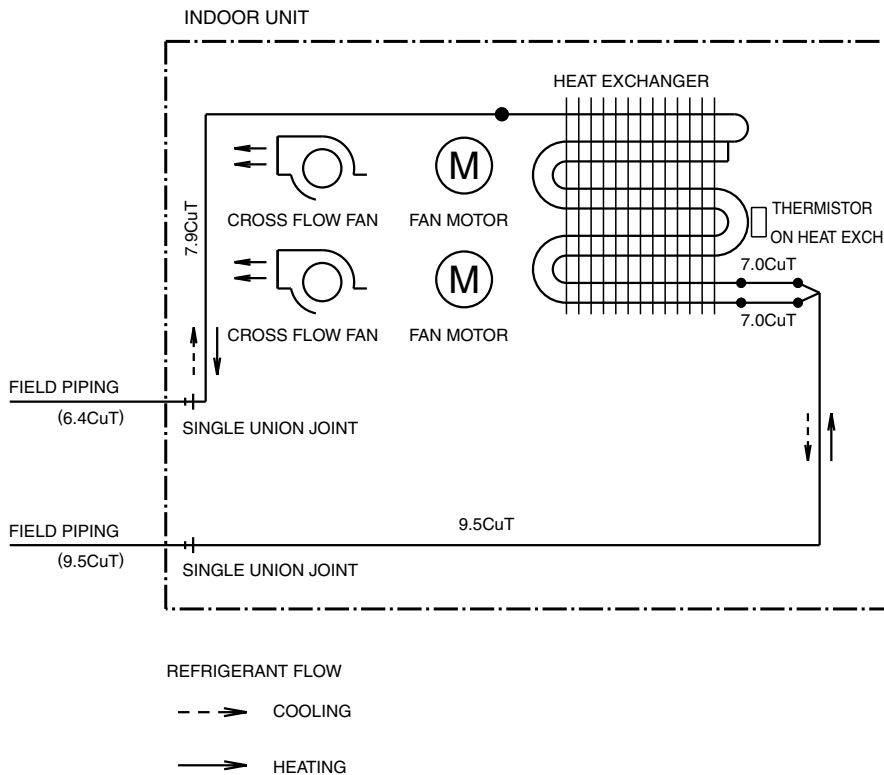 INDOOR UNIT
HEAT EXCHANGER
7.9CuT
CROSS FLOW FAN
M
FAN MOTOR
THERMISTOR
ON HEAT EXCH
7.0CuT
CROSS FLOW FAN
M
FAN MOTOR
7.0CuT
FIELD PIPING
(6.4CuT)
SINGLE UNION JOINT
9.5CuT
FIELD PIPING
(9.5CuT)
SINGLE UNION JOINT
REFRIGERANT FLOW
COOLING
HEATING